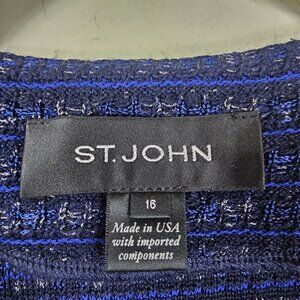 ST. JOHN
16
Made in USA
with imported
components